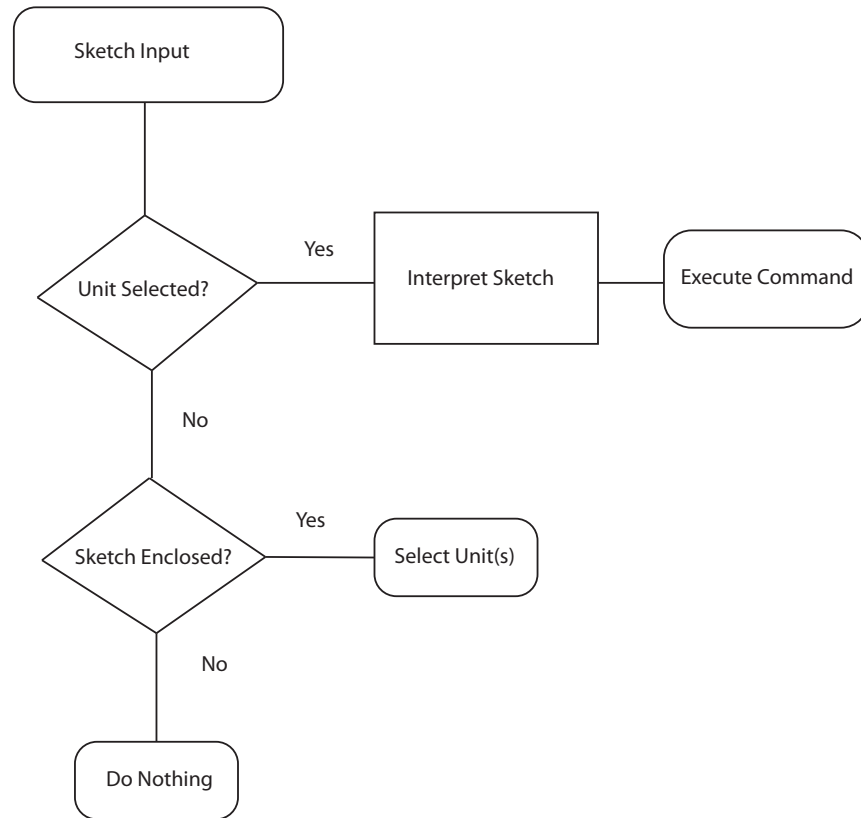 Sketch Input
Yes
Unit Selected?
Interpret Sketch
Execute Command
No
Yes
Sketch Enclosed?
Select Unit(s)
No
Do Nothing